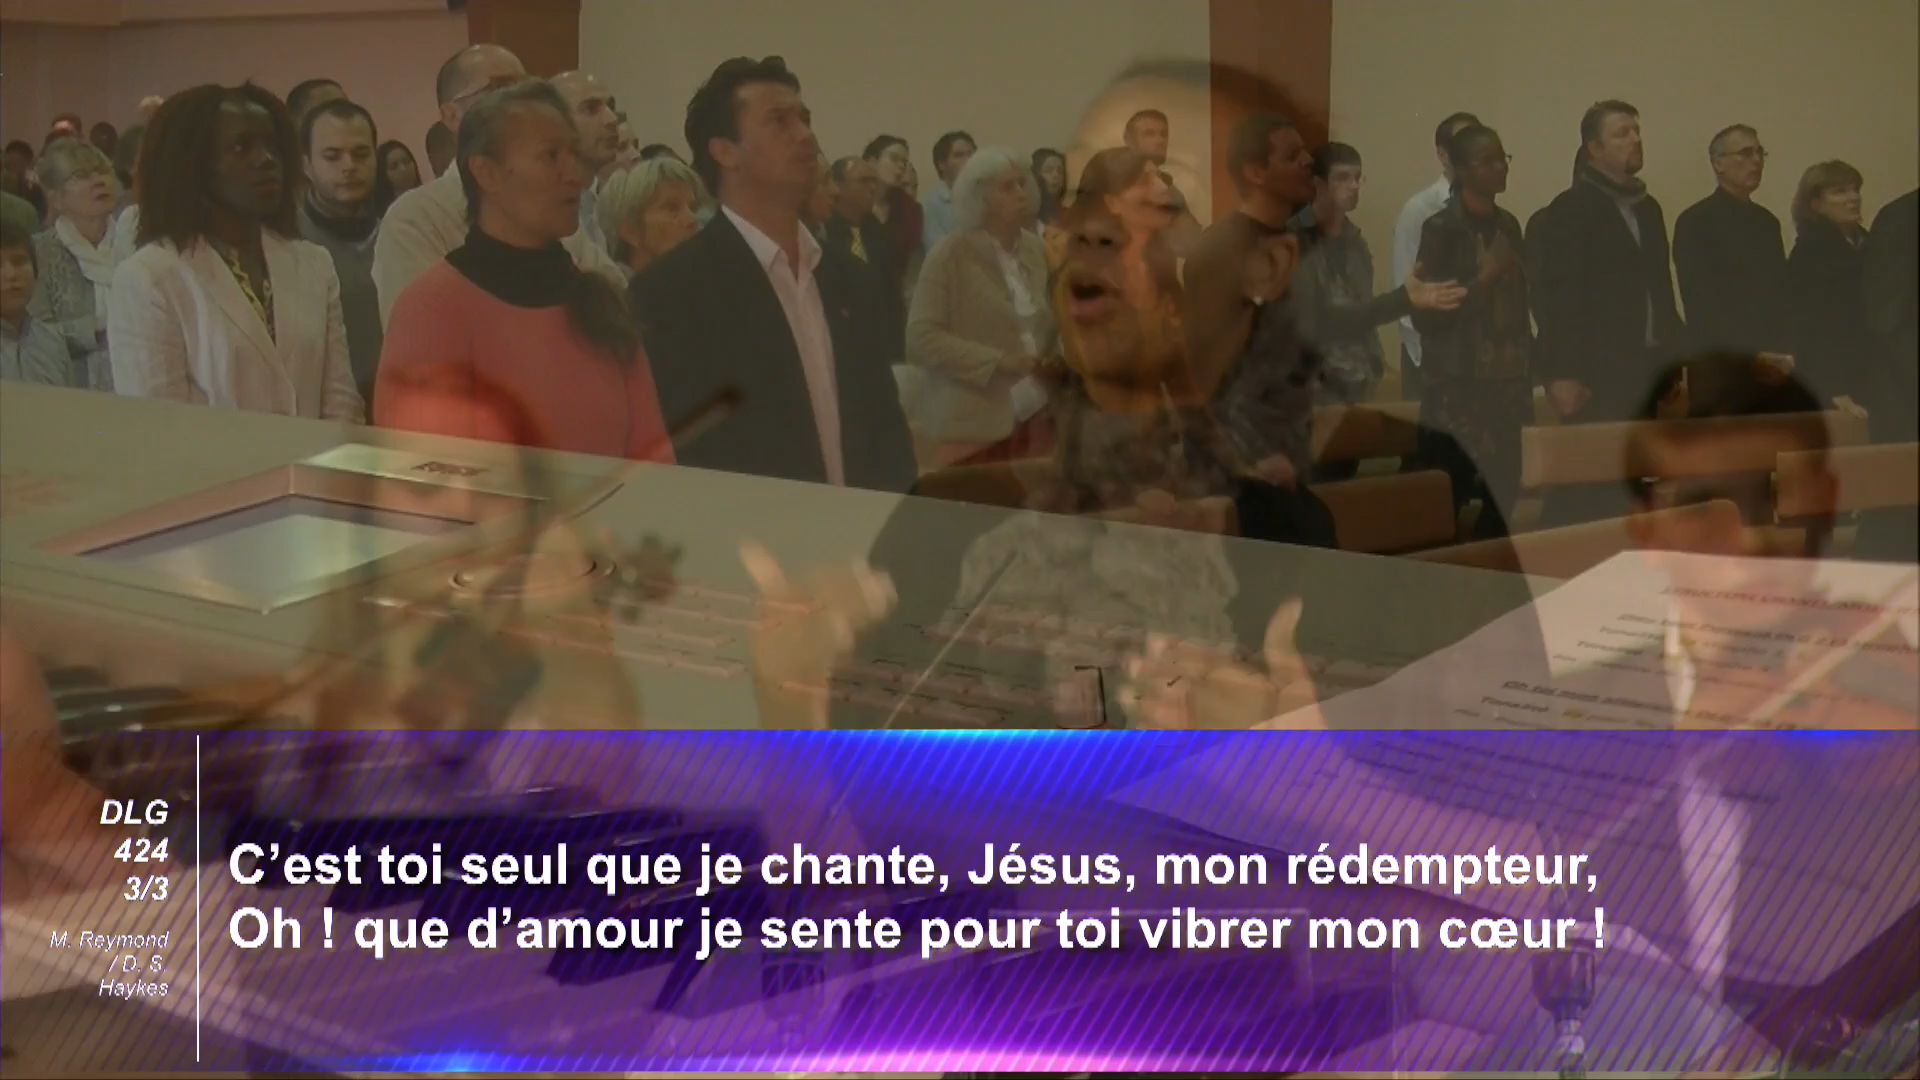 DLG
424
3/3
M. Reymond
/ D. S.
Haykes
C’est toi seul que je chante, Jésus, mon rédempteur,
Oh ! que d’amour je sente pour toi vibrer mon cœur !